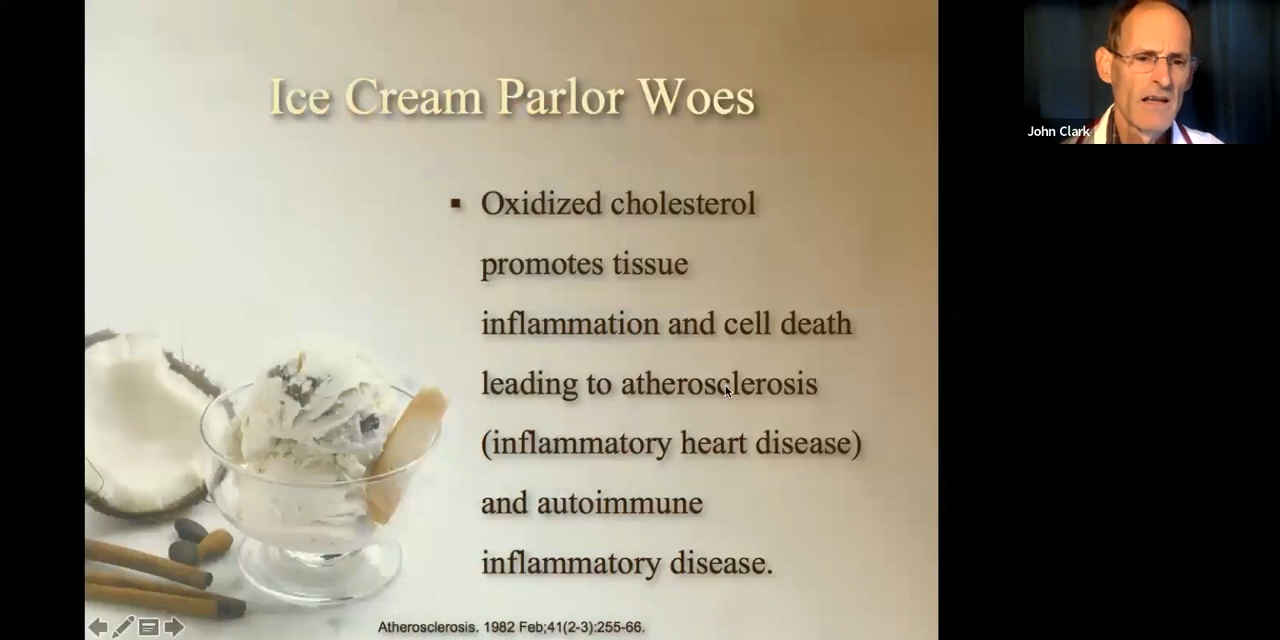 Ice Cream Parlor Woes
▪ Oxidized cholesterol
promotes tissue
inflammation and cell death
leading to atherosclerosis
(inflammatory heart disease)
and autoimmune
inflammatory disease.
Atherosclerosis. 1982 Feb;41(2-3):255-66.
John Clark